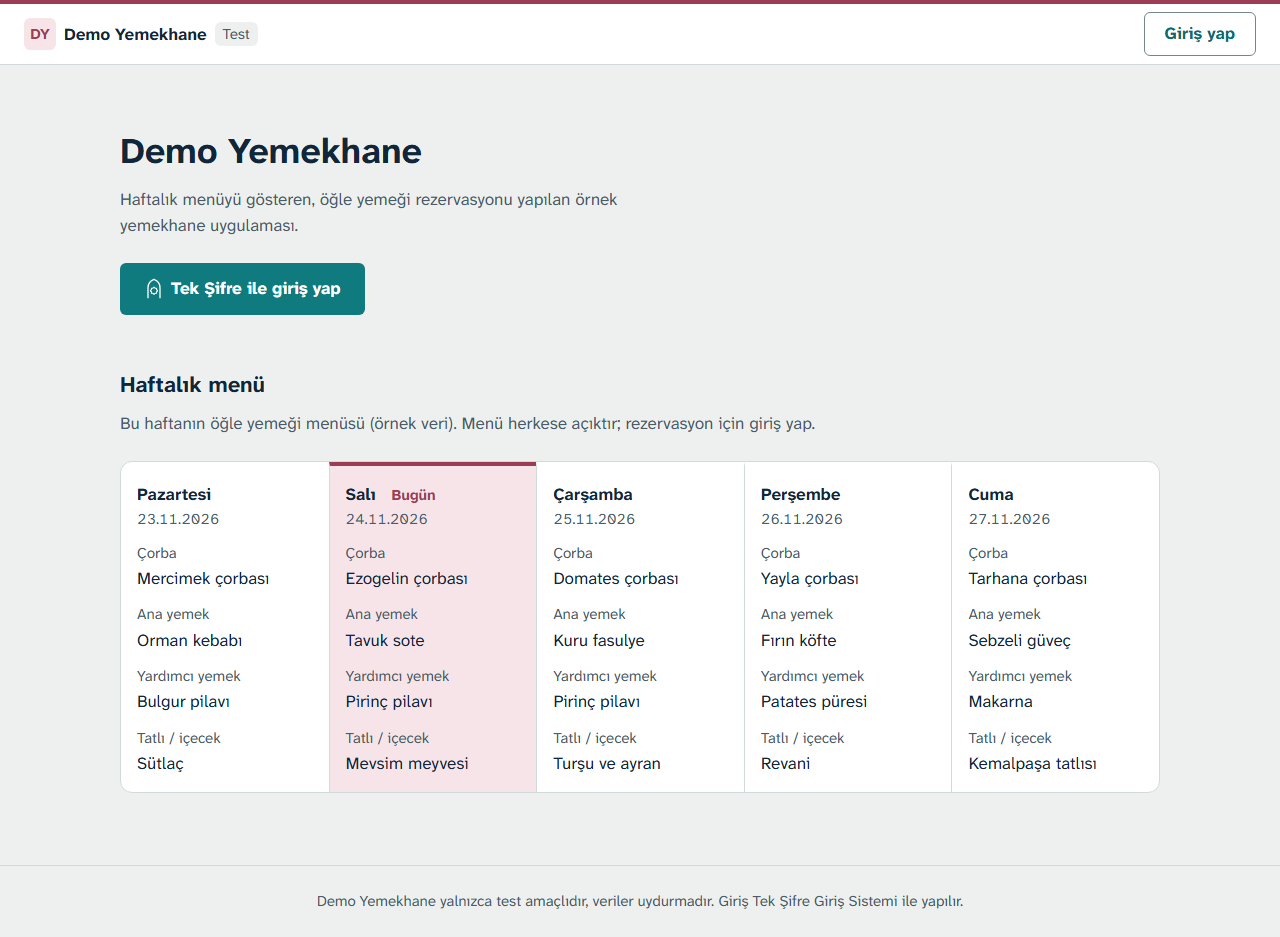 DY Demo Yemekhane Test Giriş yap
Demo Yemekhane
Haftalık menüyü gösteren, öğle yemeği rezervasyonu yapılan örnek
yemekhane uygulaması.
Tek Şifre ile giriş yap
Haftalık menü
Bu haftanın öğle yemeği menüsü (örnek veri). Menü herkese açıktır; rezervasyon için giriş yap.
Pazartesi
23.11.2026
Çorba
Mercimek çorbası
Ana yemek
Orman kebabı
Yardımcı yemek
Bulgur pilavı
Tatlı / içecek
Sütlaç
Salı Bugün
24.11.2026
Çorba
Ezogelin çorbası
Ana yemek
Tavuk sote
Yardımcı yemek
Pirinç pilavı
Tatlı / içecek
Mevsim meyvesi
Çarşamba
25.11.2026
Çorba
Domates çorbası
Ana yemek
Kuru fasulye
Yardımcı yemek
Pirinç pilavı
Tatlı / içecek
Turşu ve ayran
Perşembe
26.11.2026
Çorba
Yayla çorbası
Ana yemek
Fırın köfte
Yardımcı yemek
Patates püresi
Tatlı / içecek
Revani
Cuma
27.11.2026
Çorba
Tarhana çorbası
Ana yemek
Sebzeli güveç
Yardımcı yemek
Makarna
Tatlı / içecek
Kemalpaşa tatlısı
Demo Yemekhane yalnızca test amaçlıdır, veriler uydurmadır. Giriş Tek Şifre Giriş Sistemi ile yapılır.